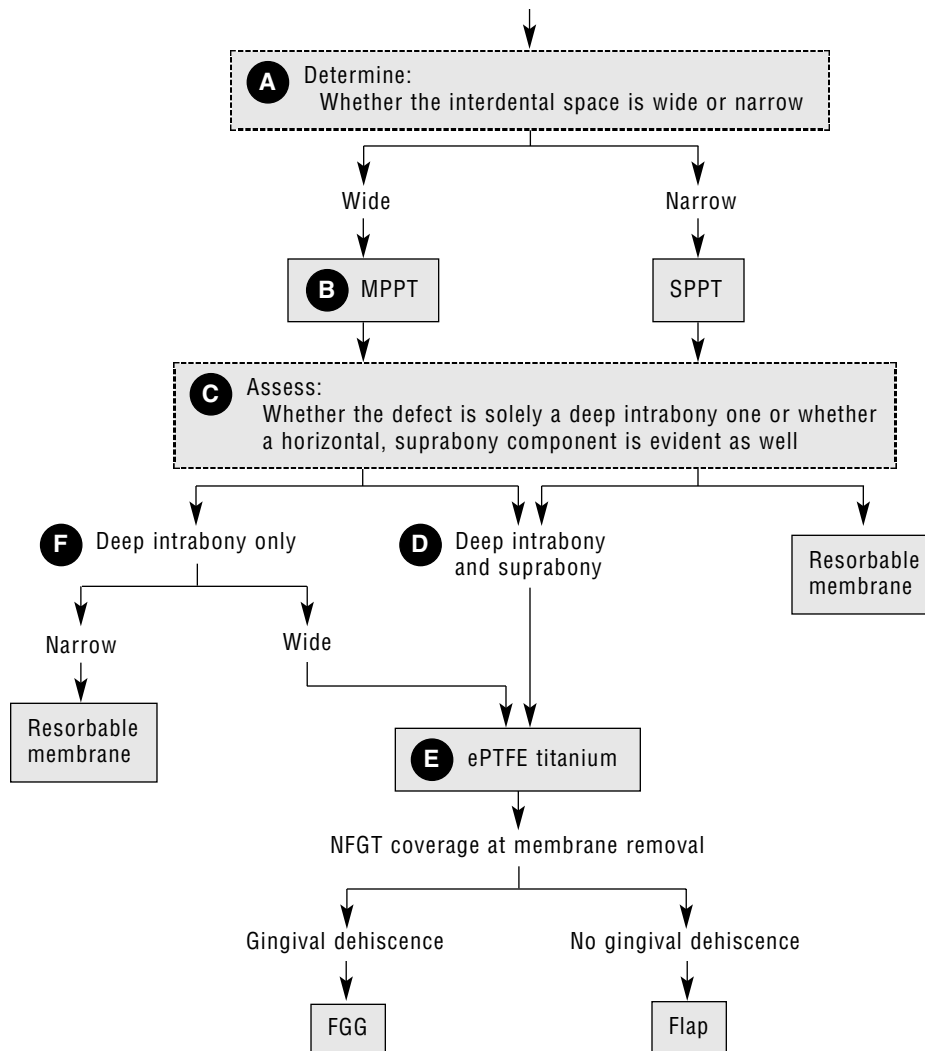 A Determine:
Whether the interdental space is wide or narrow
Wide
Narrow
B MPPT
SPPT
C Assess:
Whether the defect is solely a deep intrabony one or whether
a horizontal, suprabony component is evident as well
F Deep intrabony only
D Deep intrabony
and suprabony
Resorbable
membrane
Narrow
Wide
Resorbable
membrane
E ePTFE titanium
NFGT coverage at membrane removal
Gingival dehiscence
No gingival dehiscence
FGG
Flap